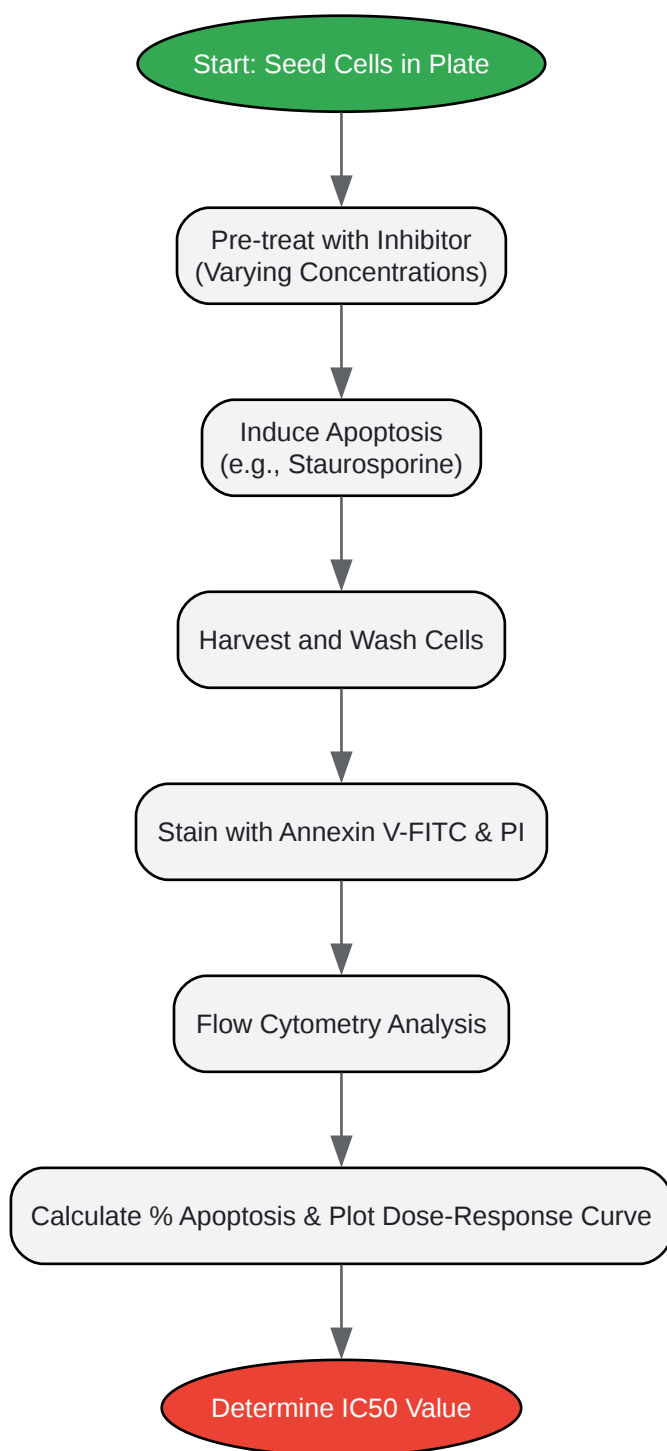 Start: Seed Cells in Plate
Pre-treat with Inhibitor
(Varying Concentrations)
Induce Apoptosis
(e.g., Staurosporine)
Harvest and Wash Cells
Stain with Annexin V-FITC & PI
Flow Cytometry Analysis
Calculate % Apoptosis & Plot Dose-Response Curve
Determine IC50 Value